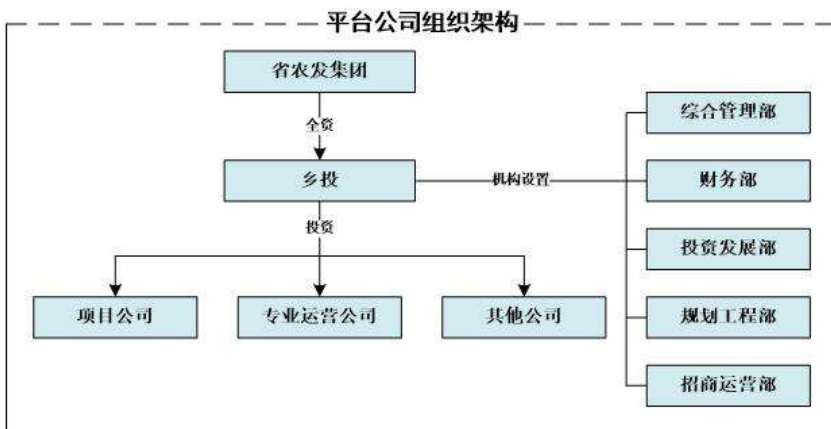 平台公司组织架构
省农发集团
全资
乡投
投资
项目公司
专业运营公司
其他公司
机构设置
综合管理部
财务部
投资发展部
规划工程部
招商运营部